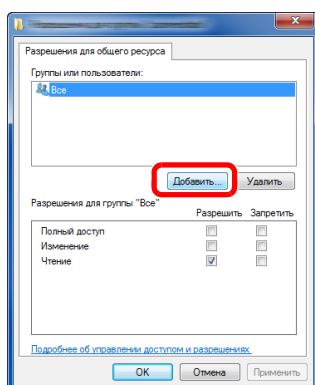 Разрешения для общего ресурса
Группы или пользователи:
Все
Добавить...
Удалить
Разрешения для группы "Все"
Разрешить Запретить
Полный доступ
Изменение
Чтение
Подробнее об управлении доступом и разрешениях.
ОК Отмена Применить